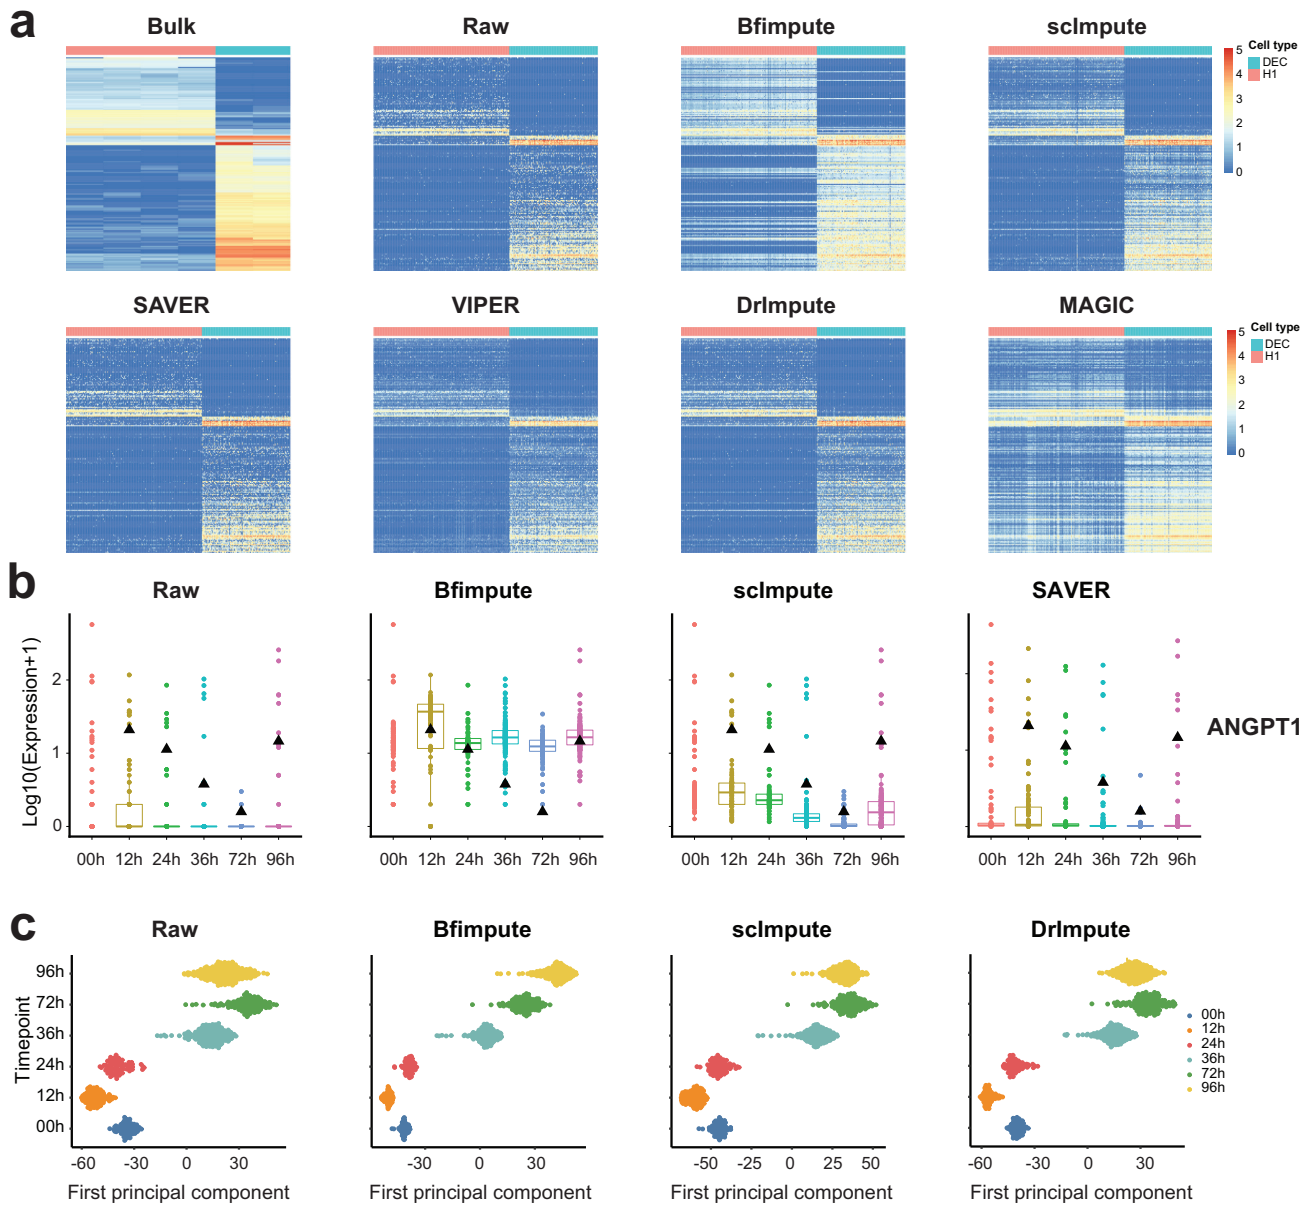 a
Bulk
Raw
Bfimpute
scImpute
5
4
3
2
1
0
Cell type
DEC
H1
SAVER
VIPER
DrImpute
MAGIC
5
4
3
2
1
0
Cell type
DEC
H1
b
Raw
Bfimpute
scImpute
SAVER
Log10(Expression+1)
2
1
0
00h 12h 24h 36h 72h 96h
00h 12h 24h 36h 72h 96h
00h 12h 24h 36h 72h 96h
00h 12h 24h 36h 72h 96h
ANGPT1
c
Raw
Bfimpute
scImpute
DrImpute
Timepoint
96h
72h
36h
24h
12h
00h
-60 -30 0 30
-30 0 30
-50 -25 0 25 50
-60 -30 0 30
First principal component
First principal component
First principal component
First principal component
00h
12h
24h
36h
72h
96h